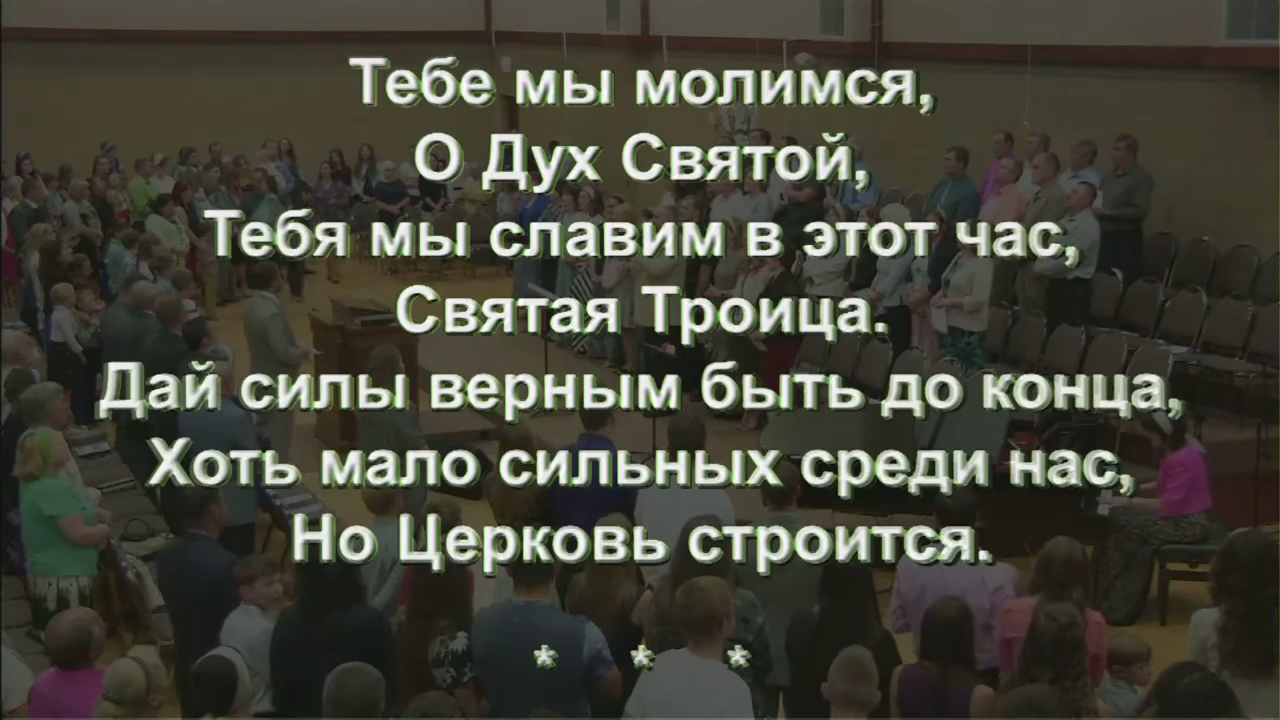 Тебе мы молимся,
О Дух Святой,
Тебя мы славим в этот час,
Святая Троица.
Дай силы верным быть до конца,
Хоть мало сильных среди нас,
Но Церковь строится.
* * *